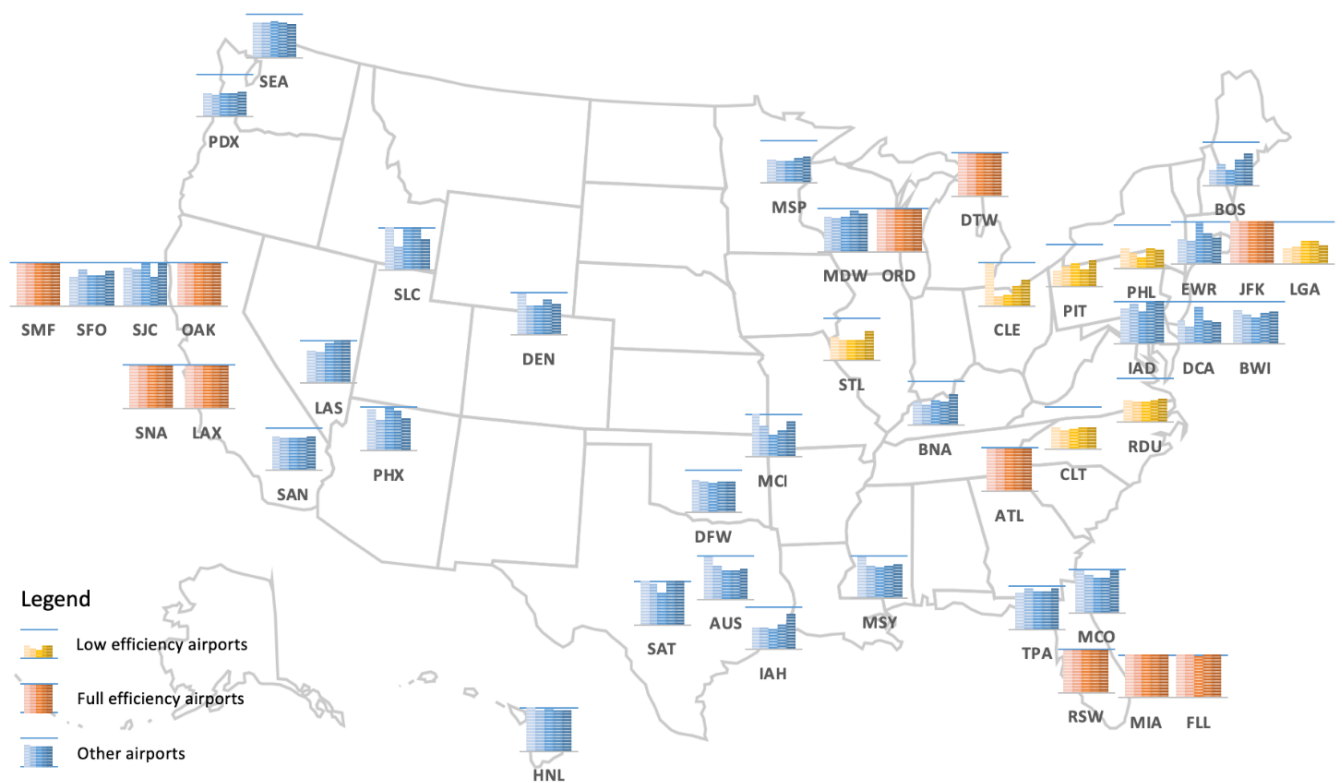 SEA
PDX
MSP
DTW
BOS
SLC
MDW ORD
CLE
PIT
PHL
EWR JFK LGA
SMF SFO SJC OAK
DEN
STL
IAD DCA BWI
SNA LAX
LAS
PHX
SAN
MCI
BNA
CLT
RDU
DFW
ATL
SAT
AUS
IAH
MSY
TPA
MCO
RSW MIA FLL
HNL
Legend
Low efficiency airports
Full efficiency airports
Other airports